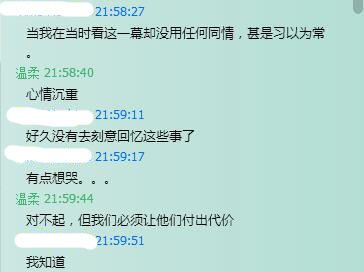 21:58:27
当我在当时看这一幕却没用任何同情，甚是习以为常
。
温柔 21:58:40
心情沉重
21:59:11
好久没有去刻意回忆这些事了
21:59:17
有点想哭。。。
温柔 21:59:44
对不起，但我们必须让他们付出代价
21:59:51
我知道